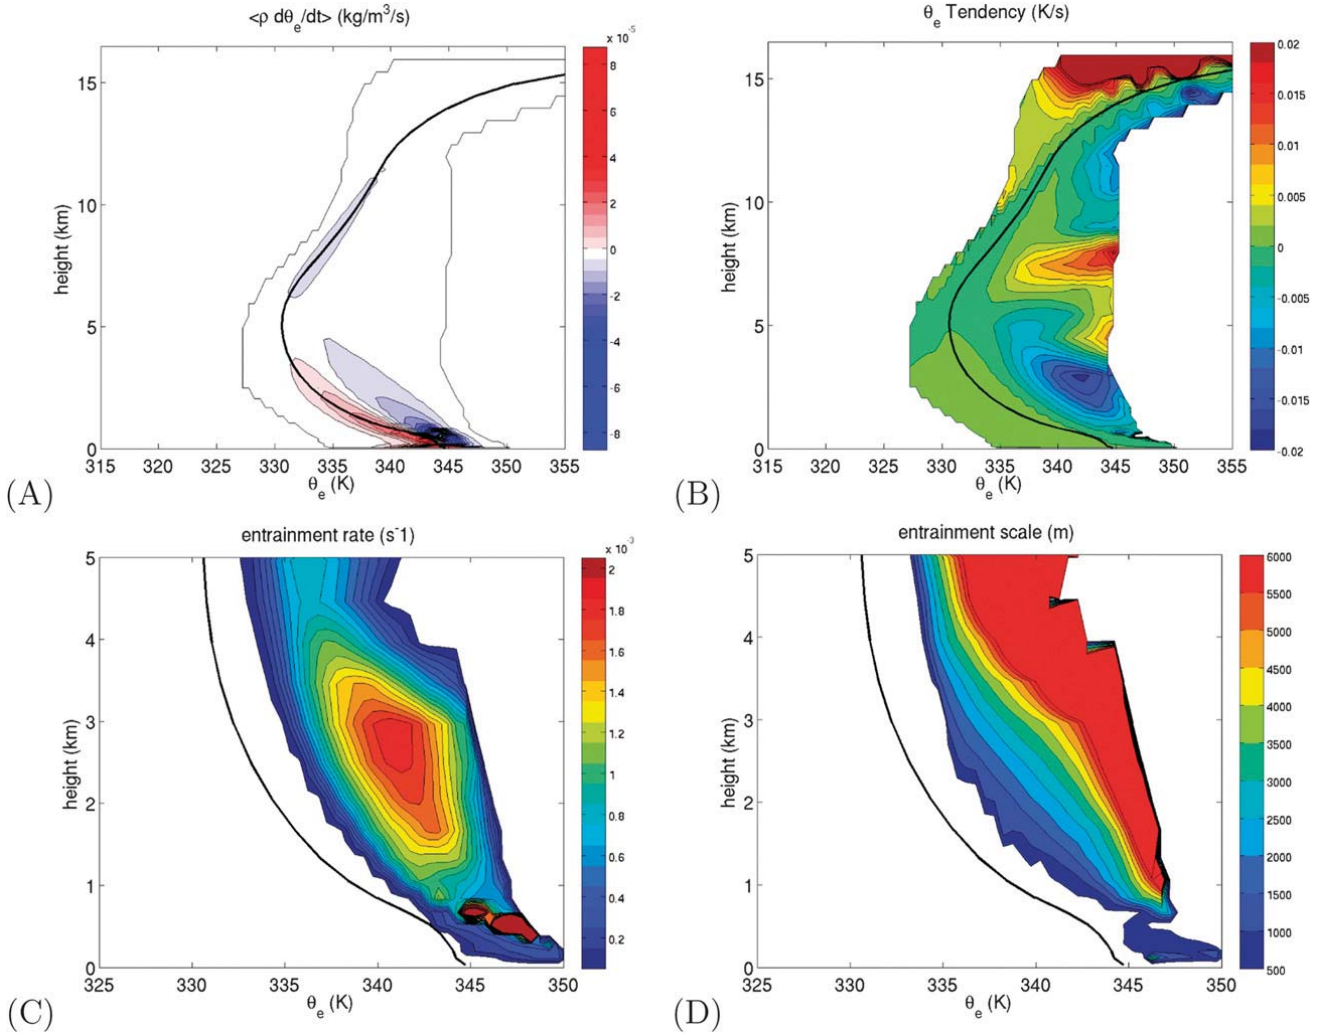 <ρ dθe/dt> (kg/m³/s)
x 10⁻⁵
height (km)
15
10
5
0
315 320 325 330 335 340 345 350 355
θe (K)
8
6
4
2
0
-2
-4
-6
-8
(A)
θe Tendency (K/s)
height (km)
15
10
5
0
315 320 325 330 335 340 345 350 355
θe (K)
0.02
0.015
0.01
0.005
0
-0.005
-0.01
-0.015
-0.02
(B)
entrainment rate (s⁻¹)
x 10⁻³
height (km)
5
4
3
2
1
0
325 330 335 340 345 350
θe (K)
2
1.8
1.6
1.4
1.2
1
0.8
0.6
0.4
0.2
(C)
entrainment scale (m)
height (km)
5
4
3
2
1
0
325 330 335 340 345 350
θe (K)
6000
5500
5000
4500
4000
3500
3000
2500
2000
1500
1000
500
(D)